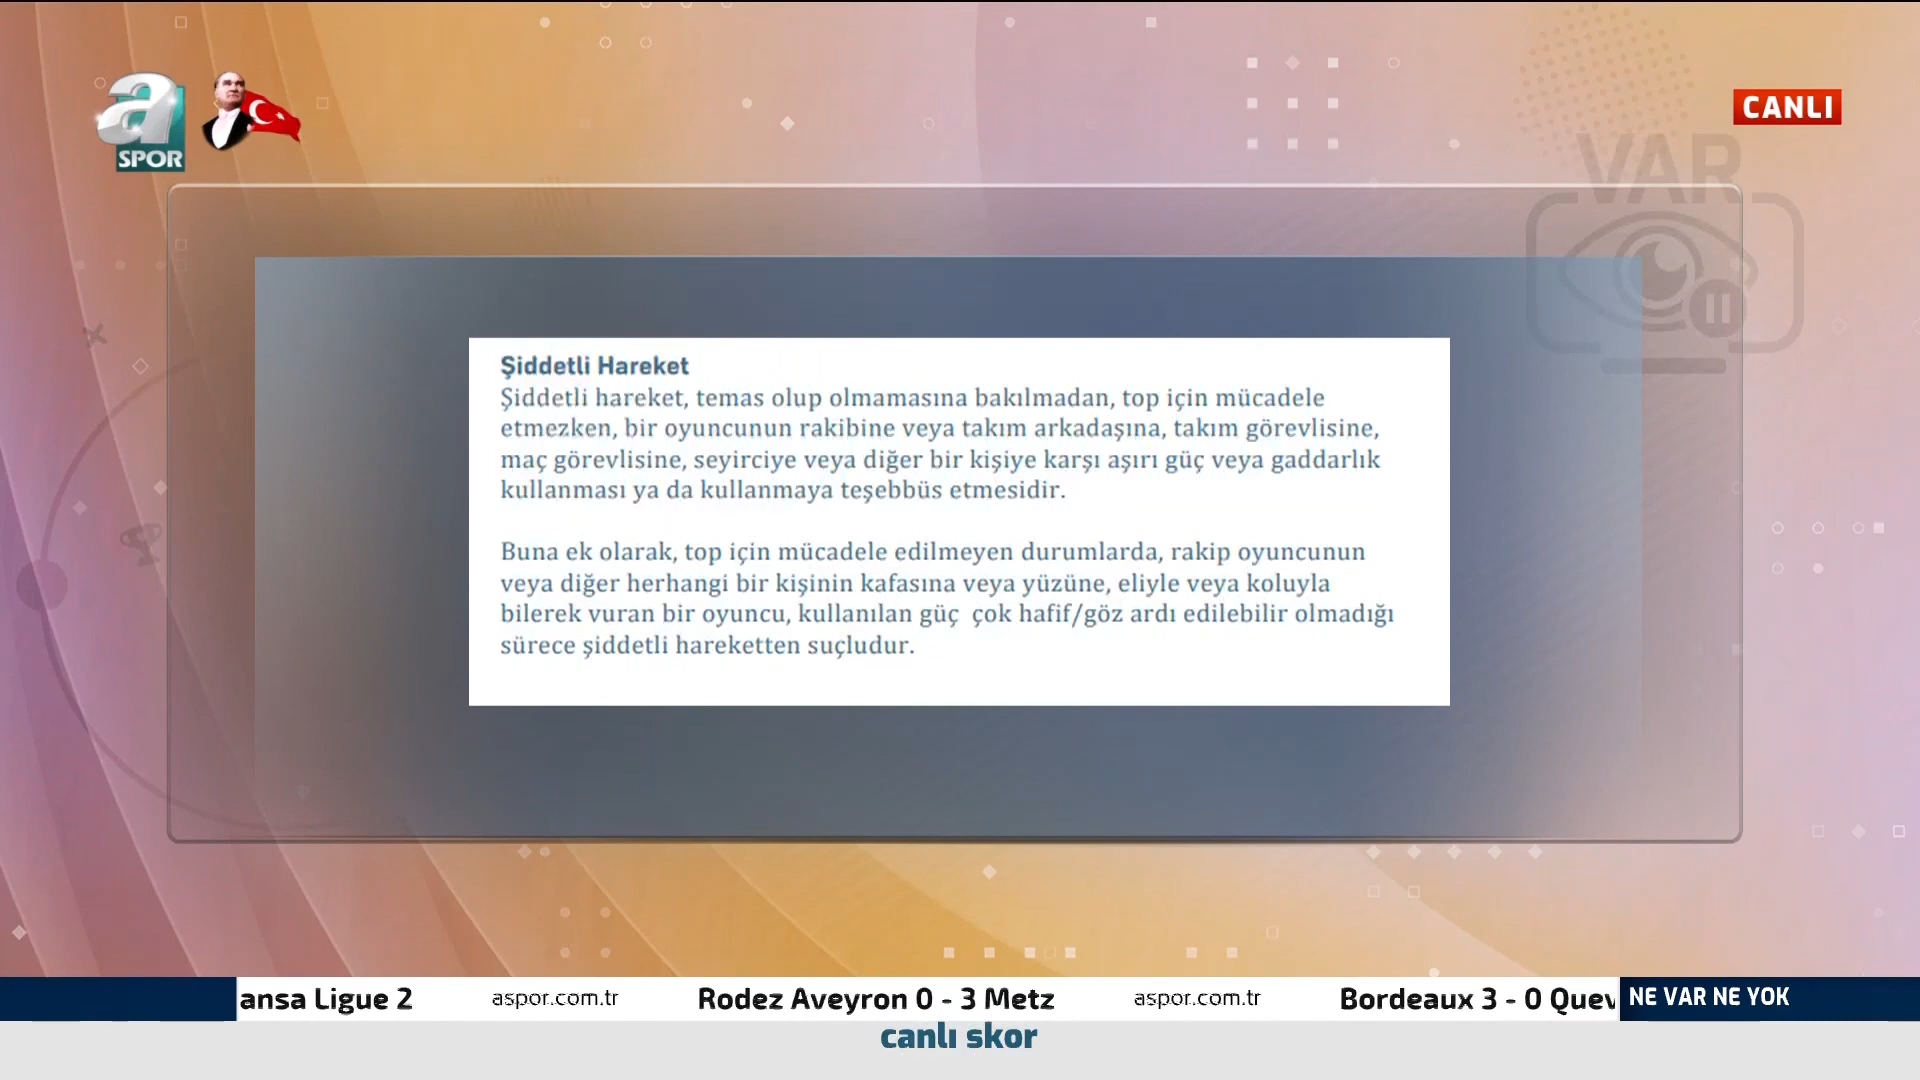 a
SPOR
CANLI
VAR
Şiddetli Hareket
Şiddetli hareket, temas olup olmamasına bakılmadan, top için mücadele
etmezken, bir oyuncunun rakibine veya takım arkadaşına, takım görevlisine,
maç görevlisine, seyirciye veya diğer bir kişiye karşı aşırı güç veya gaddarlık
kullanması ya da kullanmaya teşebbüs etmesidir.
Buna ek olarak, top için mücadele edilmeyen durumlarda, rakip oyuncunun
veya diğer herhangi bir kişinin kafasına veya yüzüne, eliyle veya koluyla
bilerek vuran bir oyuncu, kullanılan güç  çok hafif/göz ardı edilebilir olmadığı
sürece şiddetli hareketten suçludur.
ansa Ligue 2 aspor.com.tr Rodez Aveyron 0 - 3 Metz aspor.com.tr Bordeaux 3 - 0 Quev NE VAR NE YOK
canlı skor